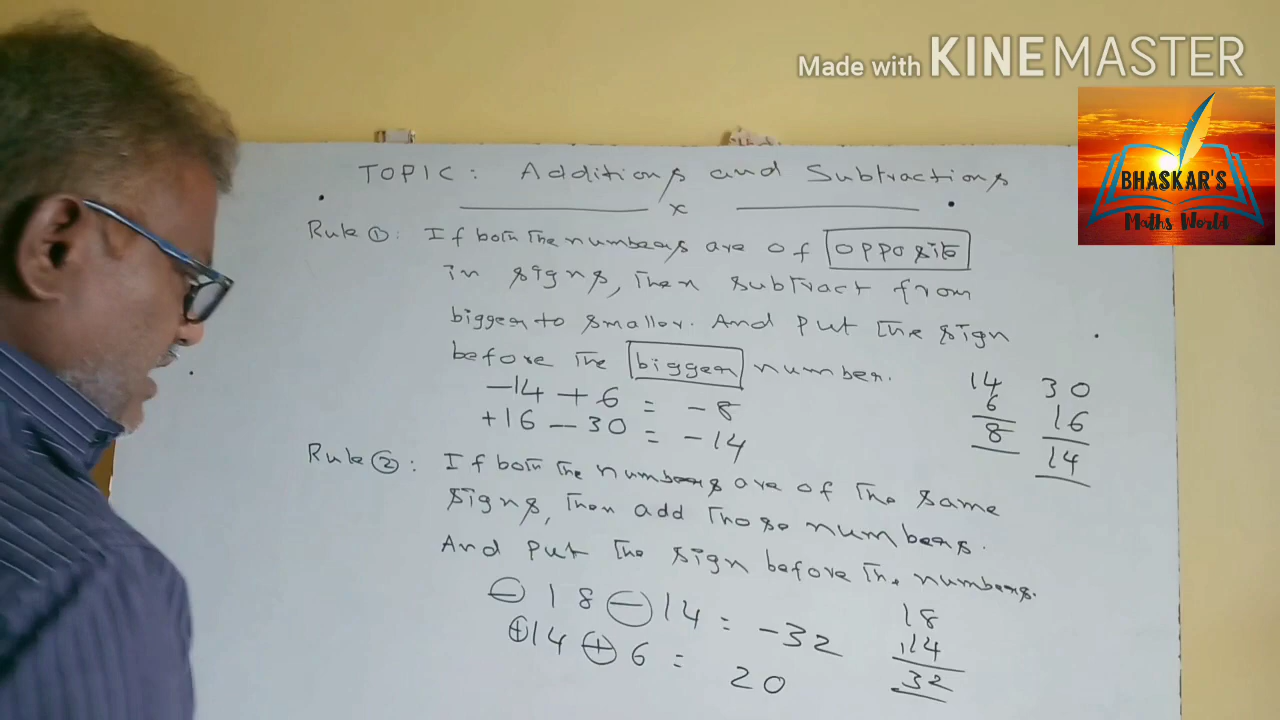 Made with KINEMASTER
BHASKAR'S
Maths World
TOPIC: Additions and Subtractions
x
Rule ①: If both the numbers are of opposite
in signs, then subtract from
bigger to smaller. And put the sign
before the bigger number.
-14 + 6 = -8
+16 - 30 = -14
14
6
8
30
16
14
Rule ②: If both the numbers are of the same
signs, then add those numbers.
And put the sign before the numbers.
- 18 - 14 = -32
+14 + 6 = 20
18
14
32